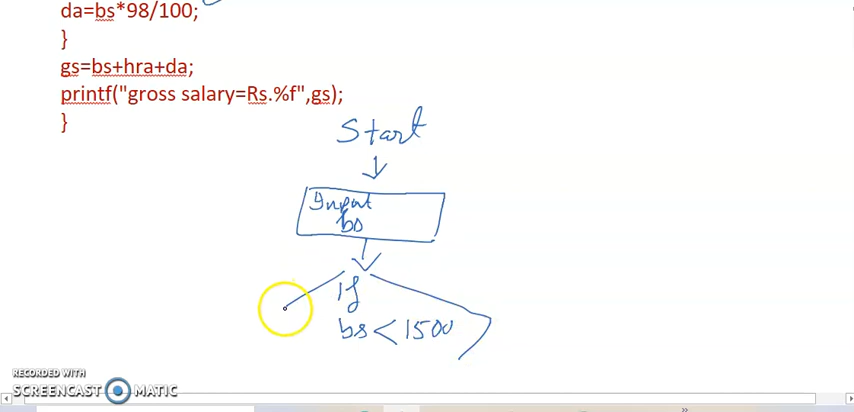 da=bs*98/100;
}
gs=bs+hra+da;
printf("gross salary=Rs.%f",gs);
}
Start
Input
bs
If
bs < 1500
RECORDED WITH
SCREENCAST MATIC